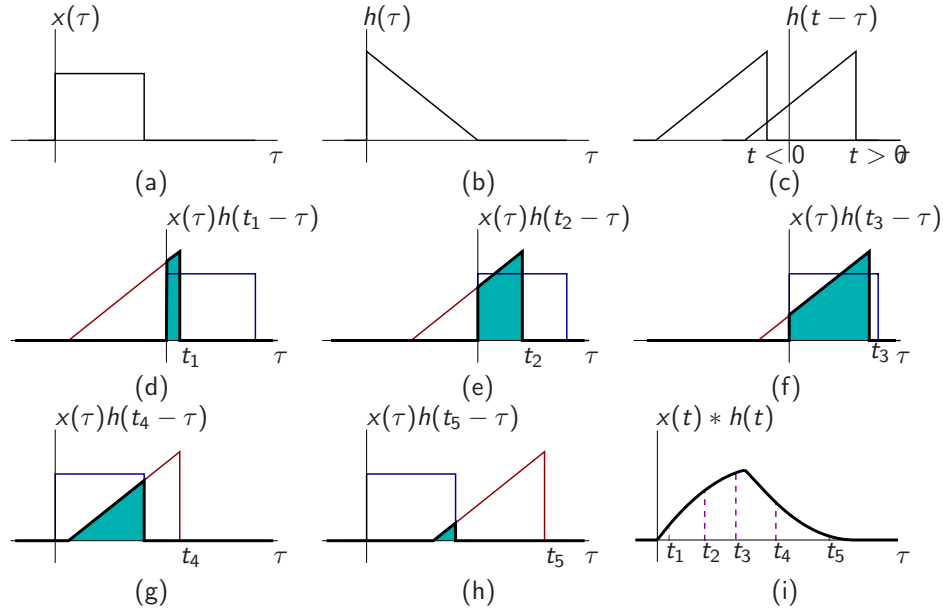 x(τ)
h(τ)
h(t − τ)
τ
τ
t < 0
t > 0
τ
(a)
(b)
(c)
x(τ)h(t₁ − τ)
x(τ)h(t₂ − τ)
x(τ)h(t₃ − τ)
t₁
τ
t₂
τ
t₃
τ
(d)
(e)
(f)
x(τ)h(t₄ − τ)
x(τ)h(t₅ − τ)
x(t) ∗ h(t)
t₄
τ
t₅
τ
t₁
t₂
t₃
t₄
t₅
τ
(g)
(h)
(i)